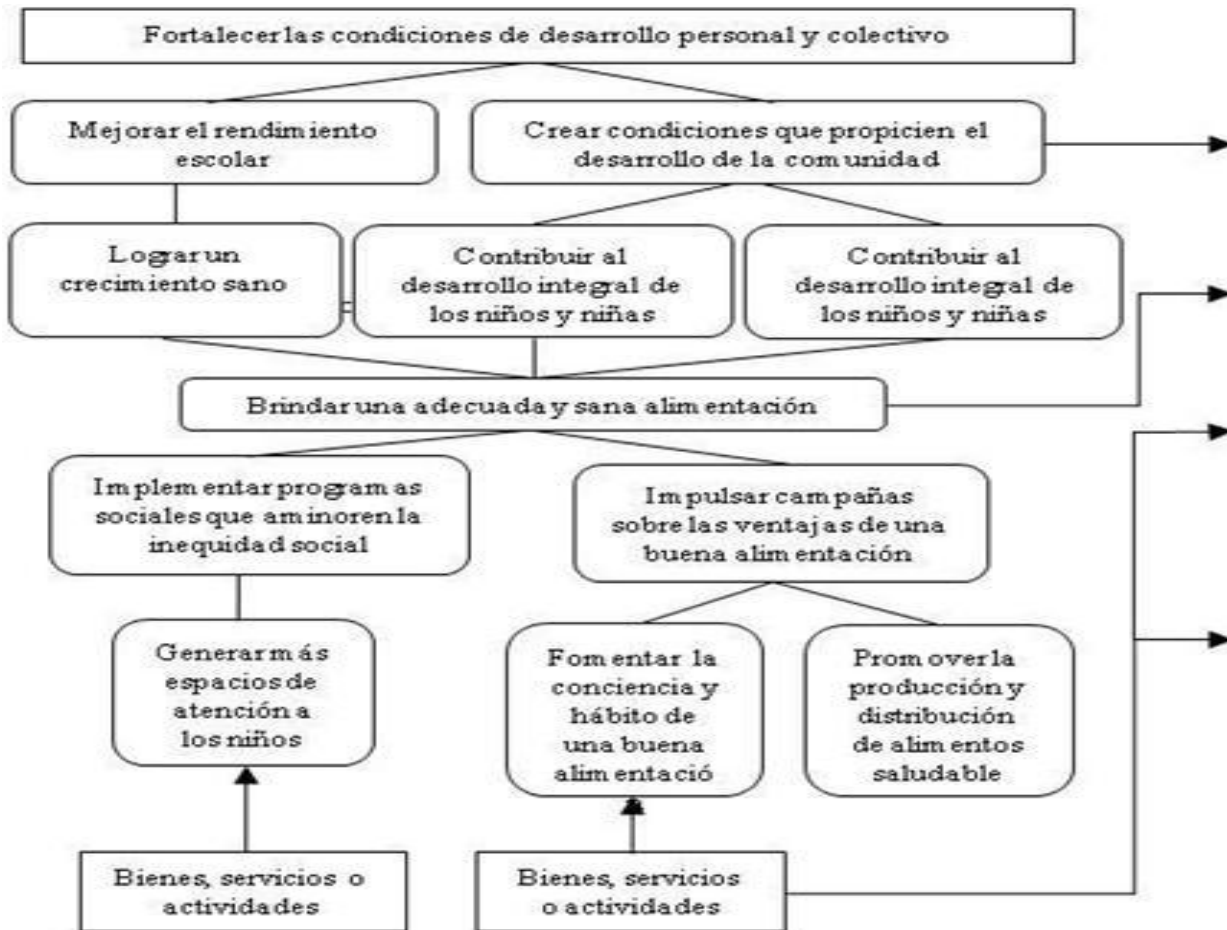 Fortalecer las condiciones de desarrollo personal y colectivo
Mejorar el rendimiento
escolar
Crear condiciones que propicien el
desarrollo de la comunidad
Lograr un
crecimiento sano
Contribuir al
desarrollo integral de
los niños y niñas
Contribuir al
desarrollo integral de
los niños y niñas
Brindar una adecuada y sana alimentación
Implementar programas
sociales que aminoren la
inequidad social
Impulsar campañas
sobre las ventajas de una
buena alimentación
Generar más
espacios de
atención a
los niños
Fomentar la
conciencia y
hábito de
una buena
alimentació
Promover la
producción y
distribución
de alimentos
saludable
Bienes, servicios o
actividades
Bienes, servicios
o actividades